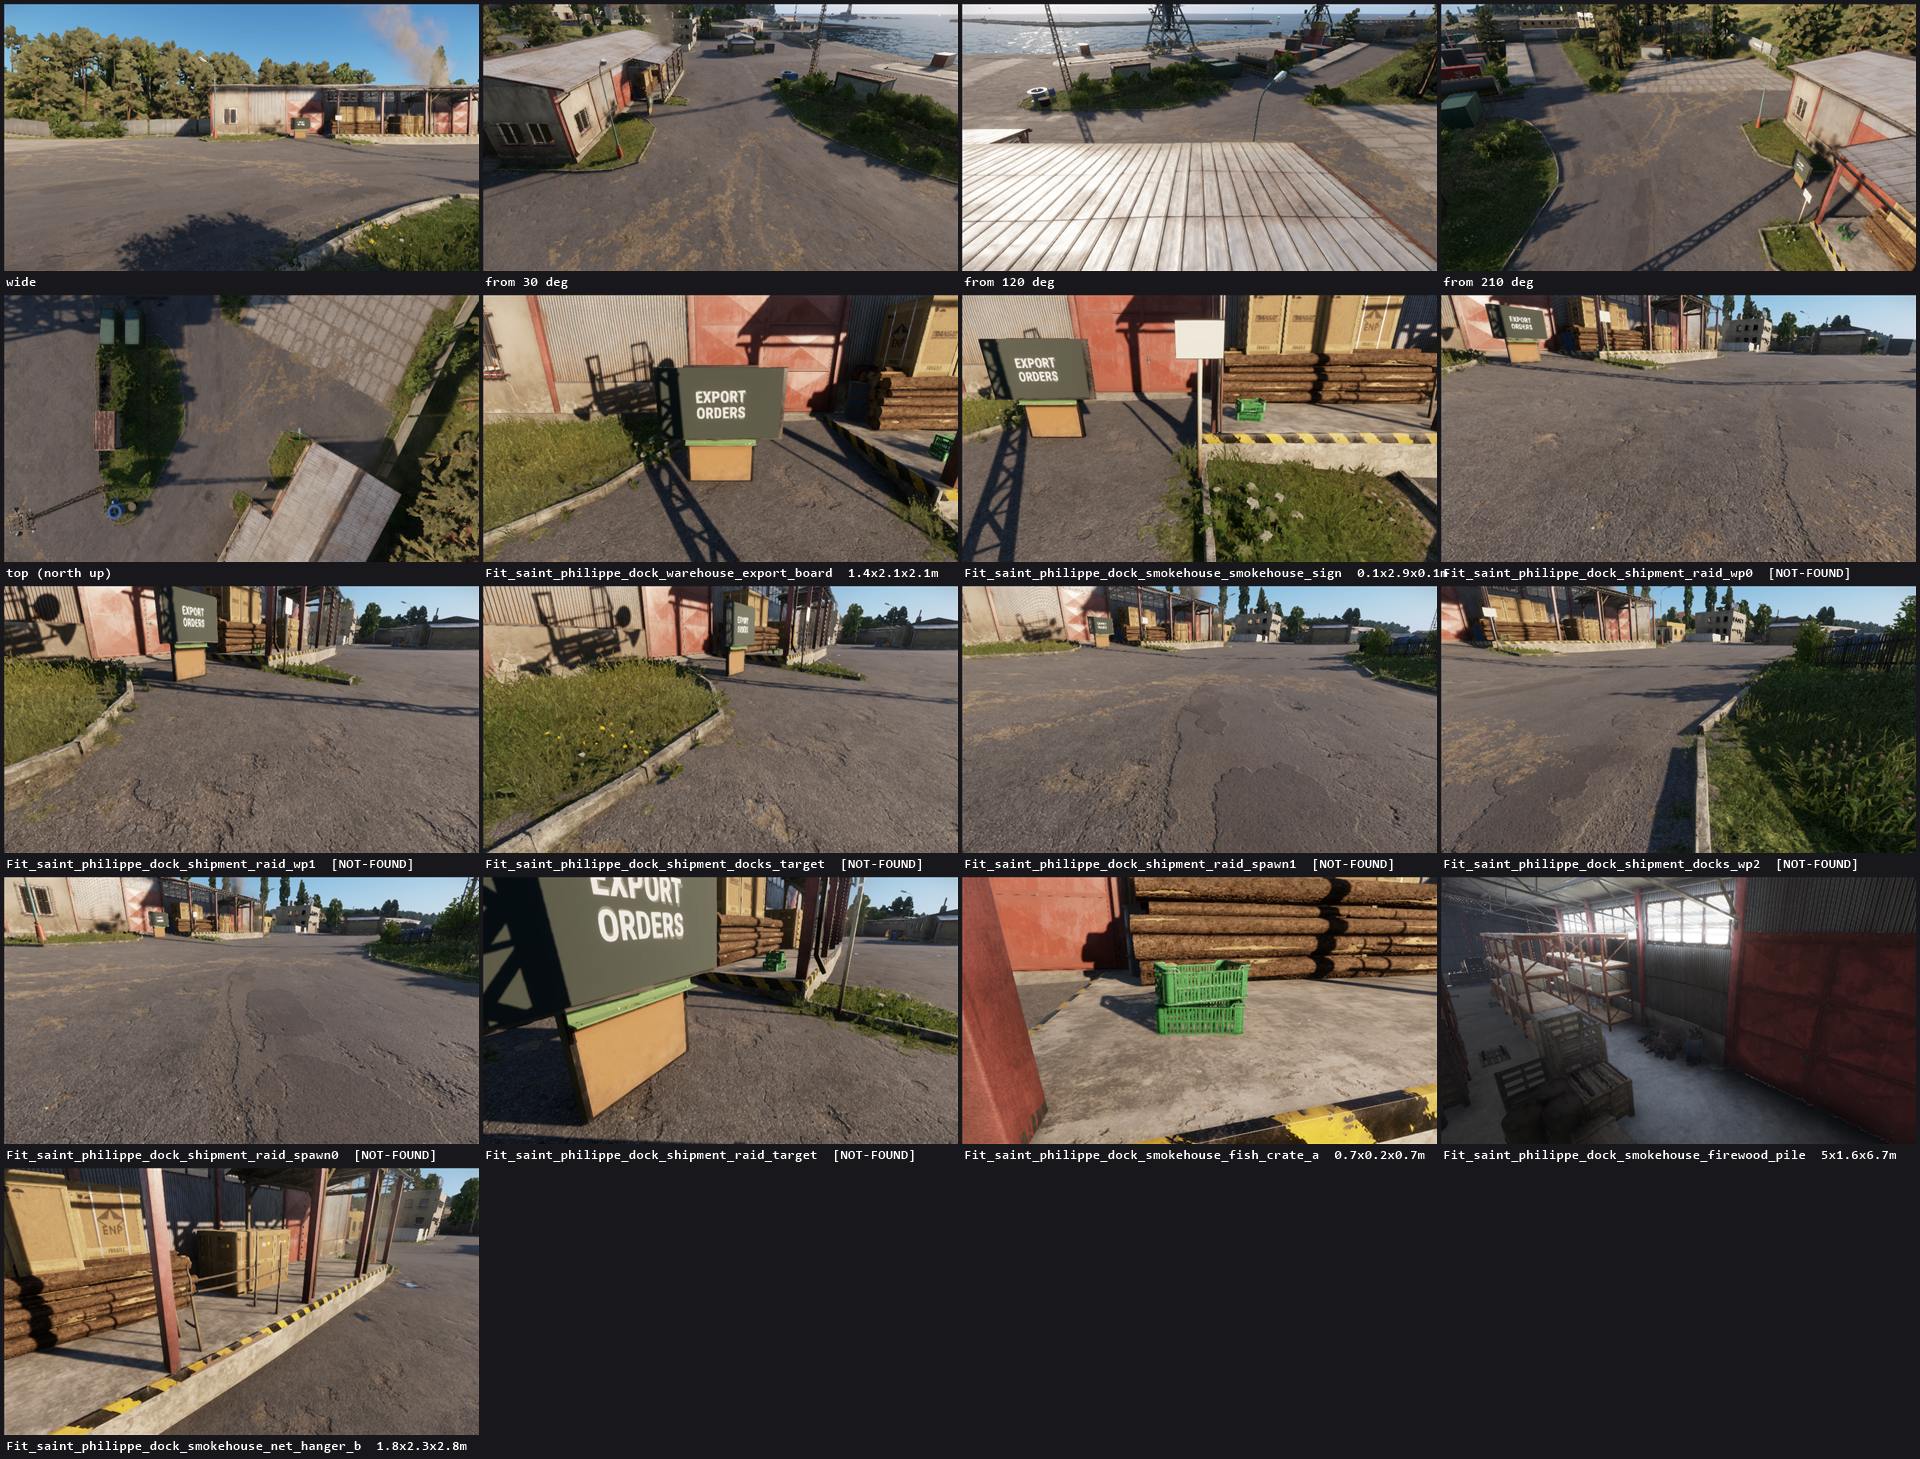 wide
from 30 deg
from 120 deg
from 210 deg
EXPORT
ORDERS
ENP
EXPORT
ORDERS
EXPORT
ORDERS
top (north up)
Fit_saint_philippe_dock_warehouse_export_board 1.4x2.1x2.1m
Fit_saint_philippe_dock_smokehouse_smokehouse_sign 0.1x2.9x0.1m
Fit_saint_philippe_dock_shipment_raid_wp0 [NOT-FOUND]
EXPORT
ORDERS
Fit_saint_philippe_dock_shipment_raid_wp1 [NOT-FOUND]
Fit_saint_philippe_dock_shipment_docks_target [NOT-FOUND]
Fit_saint_philippe_dock_shipment_raid_spawn1 [NOT-FOUND]
Fit_saint_philippe_dock_shipment_docks_wp2 [NOT-FOUND]
EXPORT
ORDERS
Fit_saint_philippe_dock_shipment_raid_spawn0 [NOT-FOUND]
Fit_saint_philippe_dock_shipment_raid_target [NOT-FOUND]
Fit_saint_philippe_dock_smokehouse_fish_crate_a 0.7x0.2x0.7m
Fit_saint_philippe_dock_smokehouse_firewood_pile 5x1.6x6.7m
ENP
Fit_saint_philippe_dock_smokehouse_net_hanger_b 1.8x2.3x2.8m